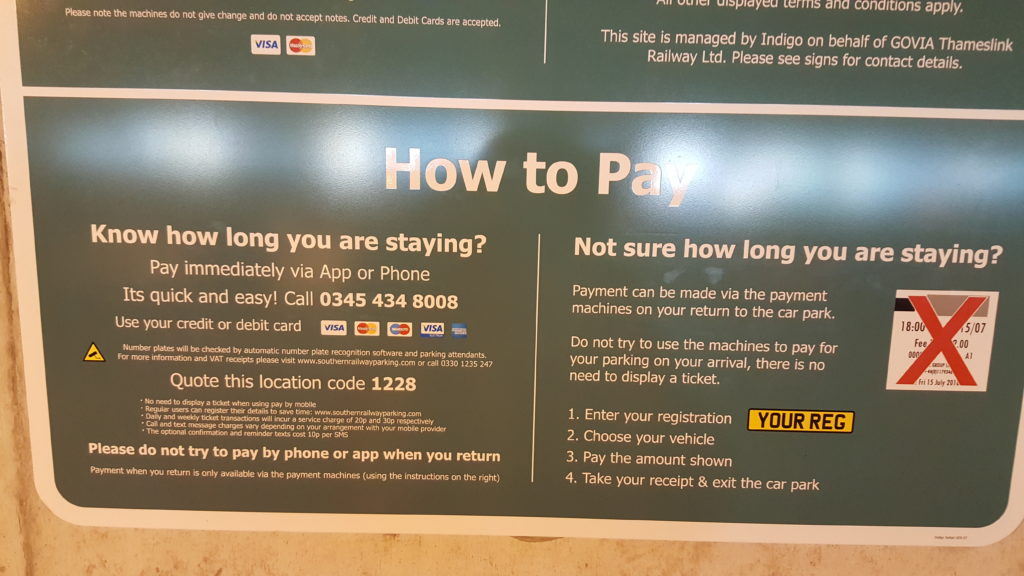 Please note the machines do not give change and do not accept notes. Credit and Debit Cards are accepted.
VISA MasterCard
All other displayed terms and conditions apply.
This site is managed by Indigo on behalf of GOVIA Thameslink
Railway Ltd. Please see signs for contact details.
How to Pay
Know how long you are staying?
Pay immediately via App or Phone
Its quick and easy! Call 0345 434 8008
Use your credit or debit card VISA VISA
Number plates will be checked by automatic number plate recognition software and parking attendants.
For more information and VAT receipts please visit www.southernrailwayparking.com or call 0330 1235 247
Quote this location code 1228
• No need to display a ticket when using pay by mobile
• Regular users can register their details to save time: www.southernrailwayparking.com
• Daily and weekly ticket transactions will incur a service charge of 20p and 30p respectively
• Call and text message charges vary depending on your arrangement with your mobile provider
• The optional confirmation and reminder texts cost 10p per SMS
Please do not try to pay by phone or app when you return
Payment when you return is only available via the payment machines (using the instructions on the right)
Not sure how long you are staying?
Payment can be made via the payment
machines on your return to the car park.
Do not try to use the machines to pay for
your parking on your arrival, there is no
need to display a ticket.
18:00 15/07
Fee .00
A1
Fri 15 July
1. Enter your registration YOUR REG
2. Choose your vehicle
3. Pay the amount shown
4. Take your receipt & exit the car park